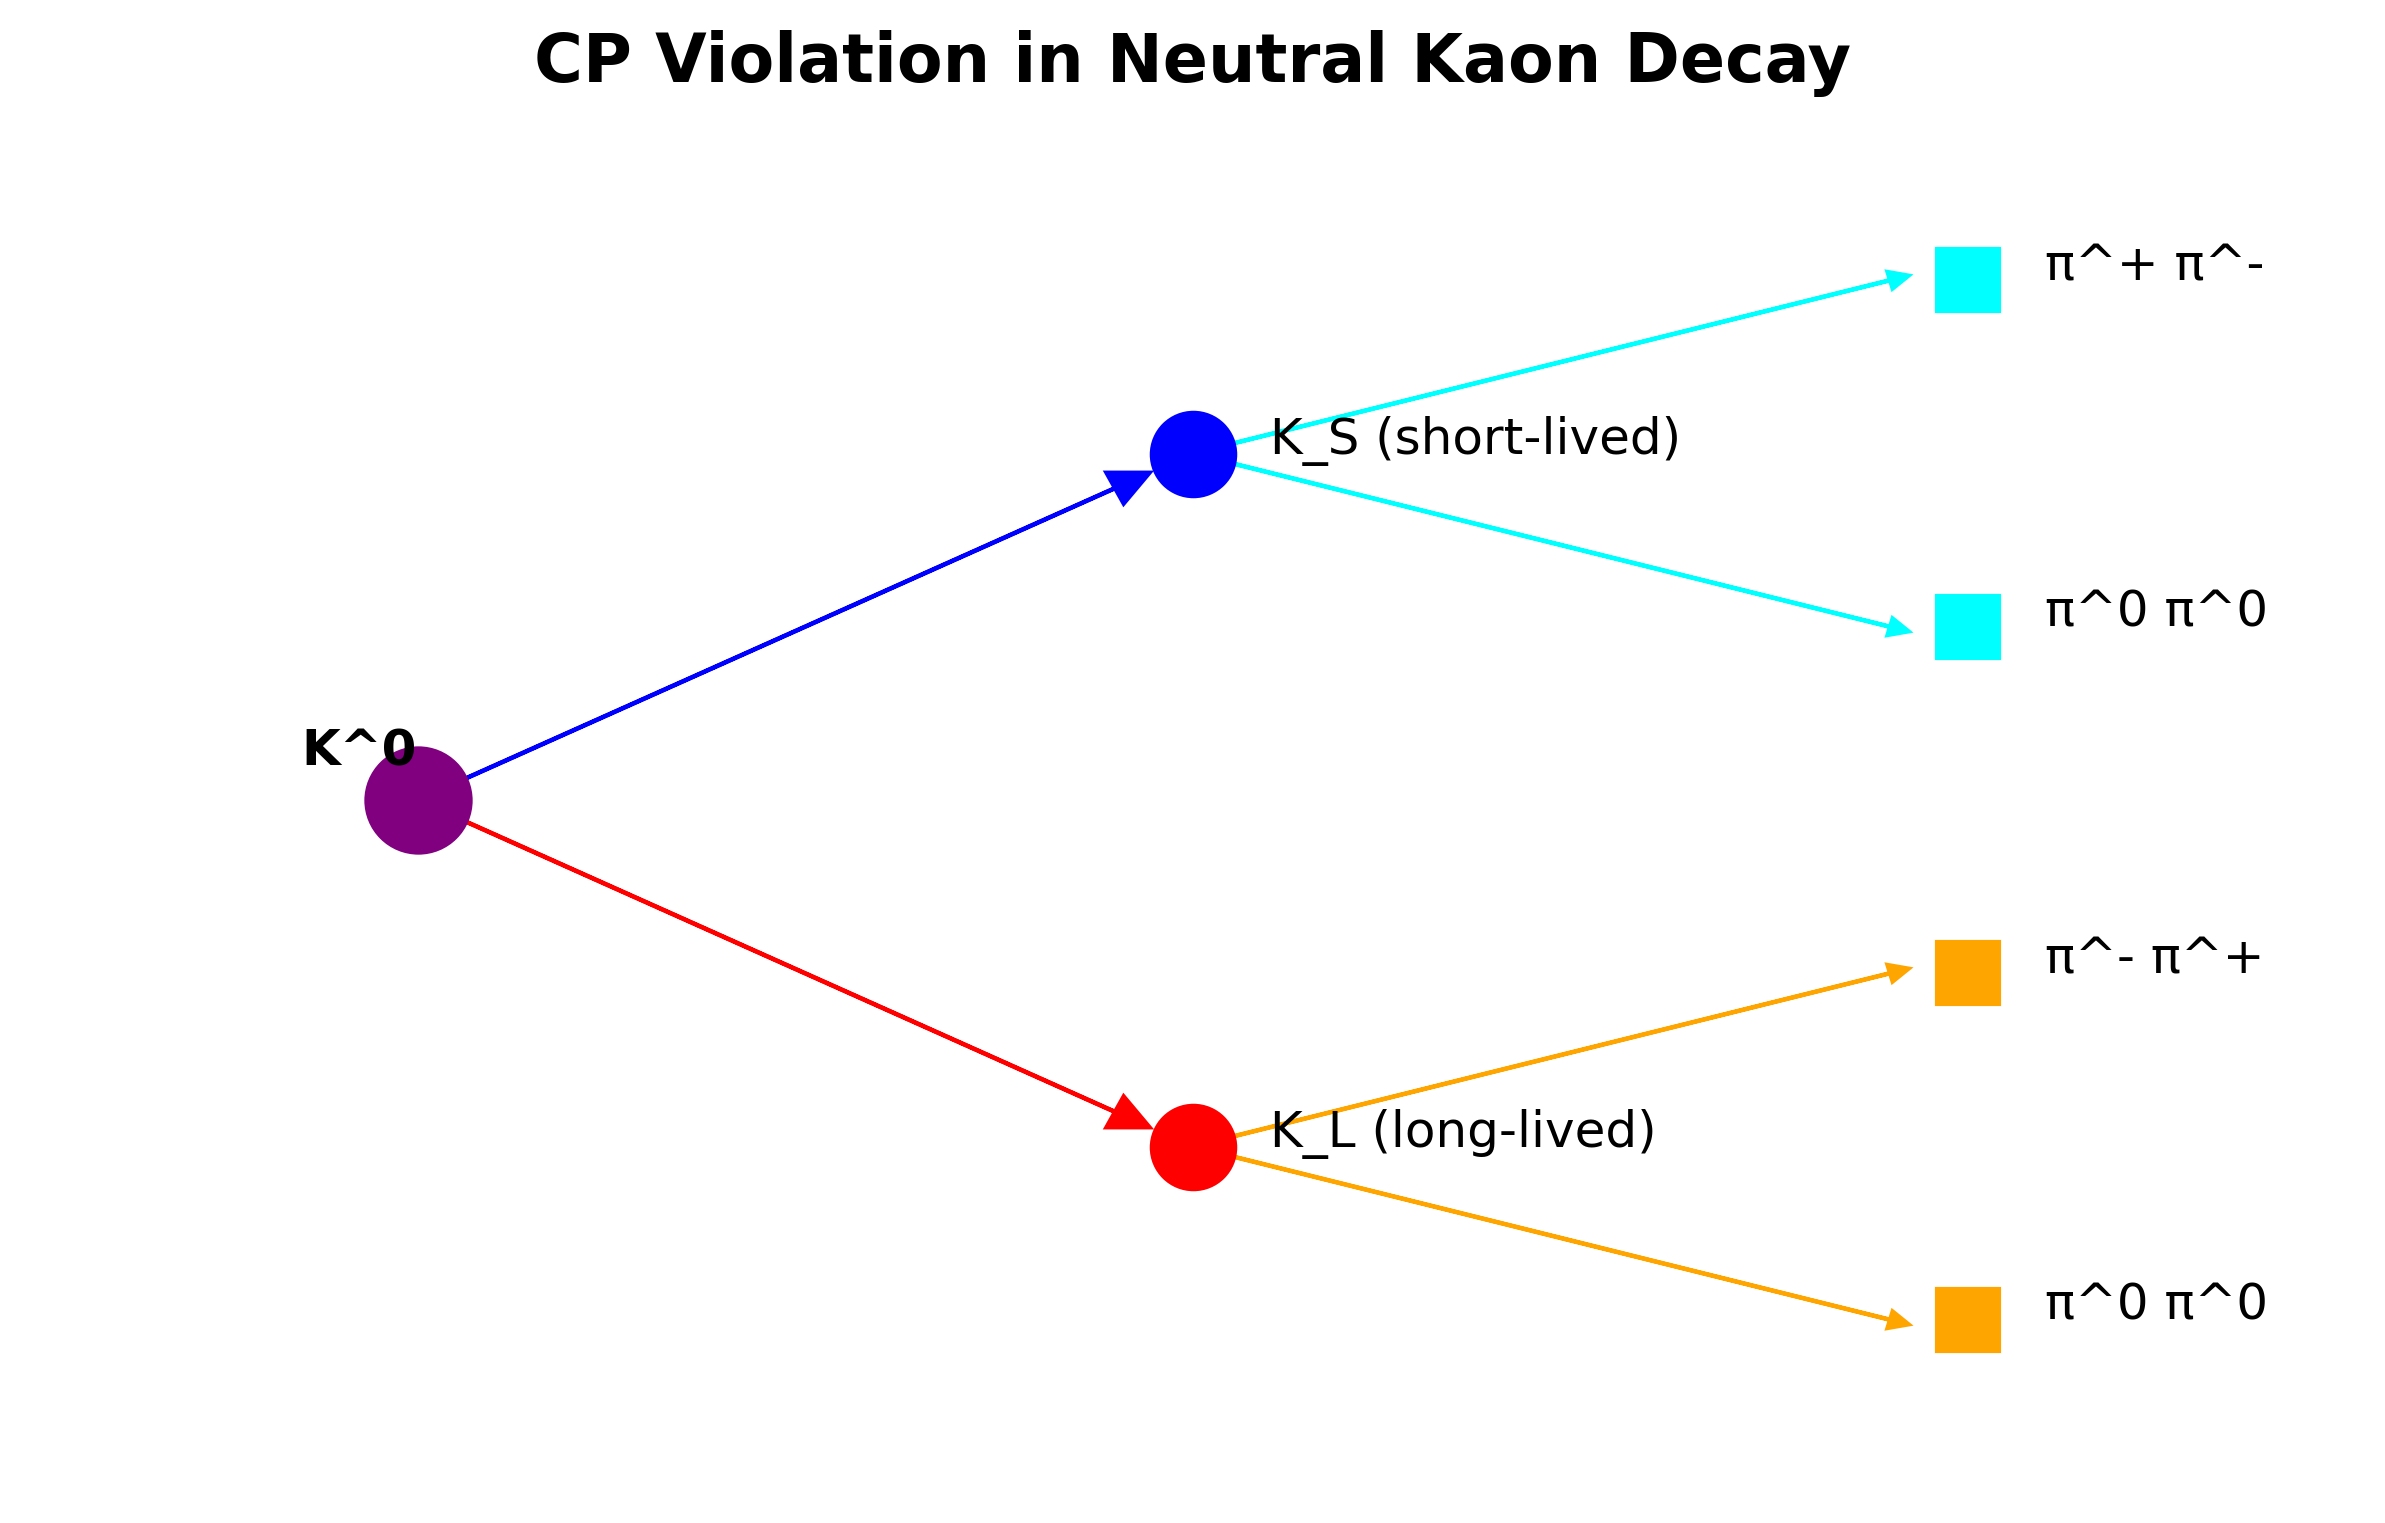 CP Violation in Neutral Kaon Decay
π^+ π^-
K_S (short-lived)
π^0 π^0
K^0
π^- π^+
K_L (long-lived)
π^0 π^0